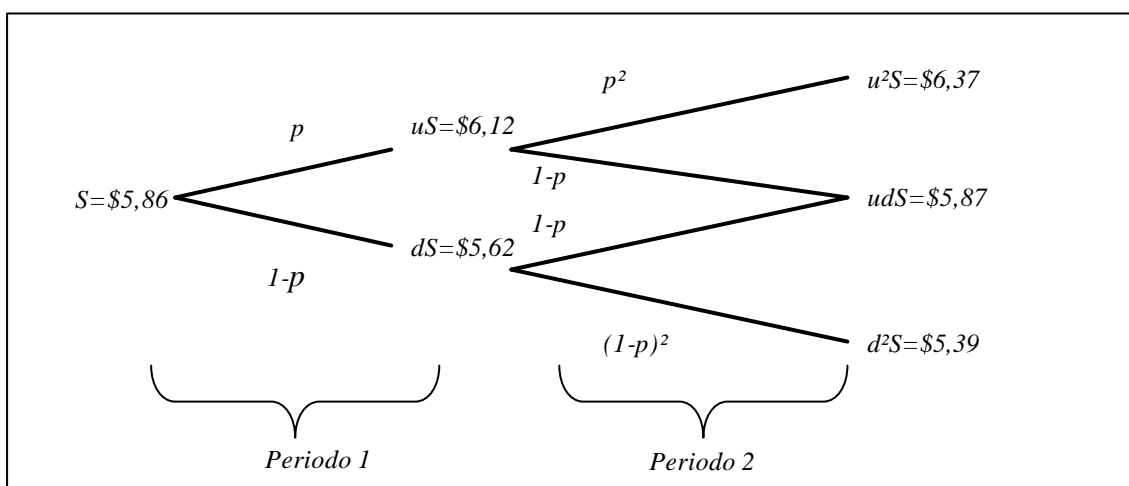 p²
u²S=$6,37
uS=$6,12
p
1-p
S=$5,86
udS=$5,87
1-p
dS=$5,62
1-p
(1-p)²
d²S=$5,39
Periodo 1
Periodo 2